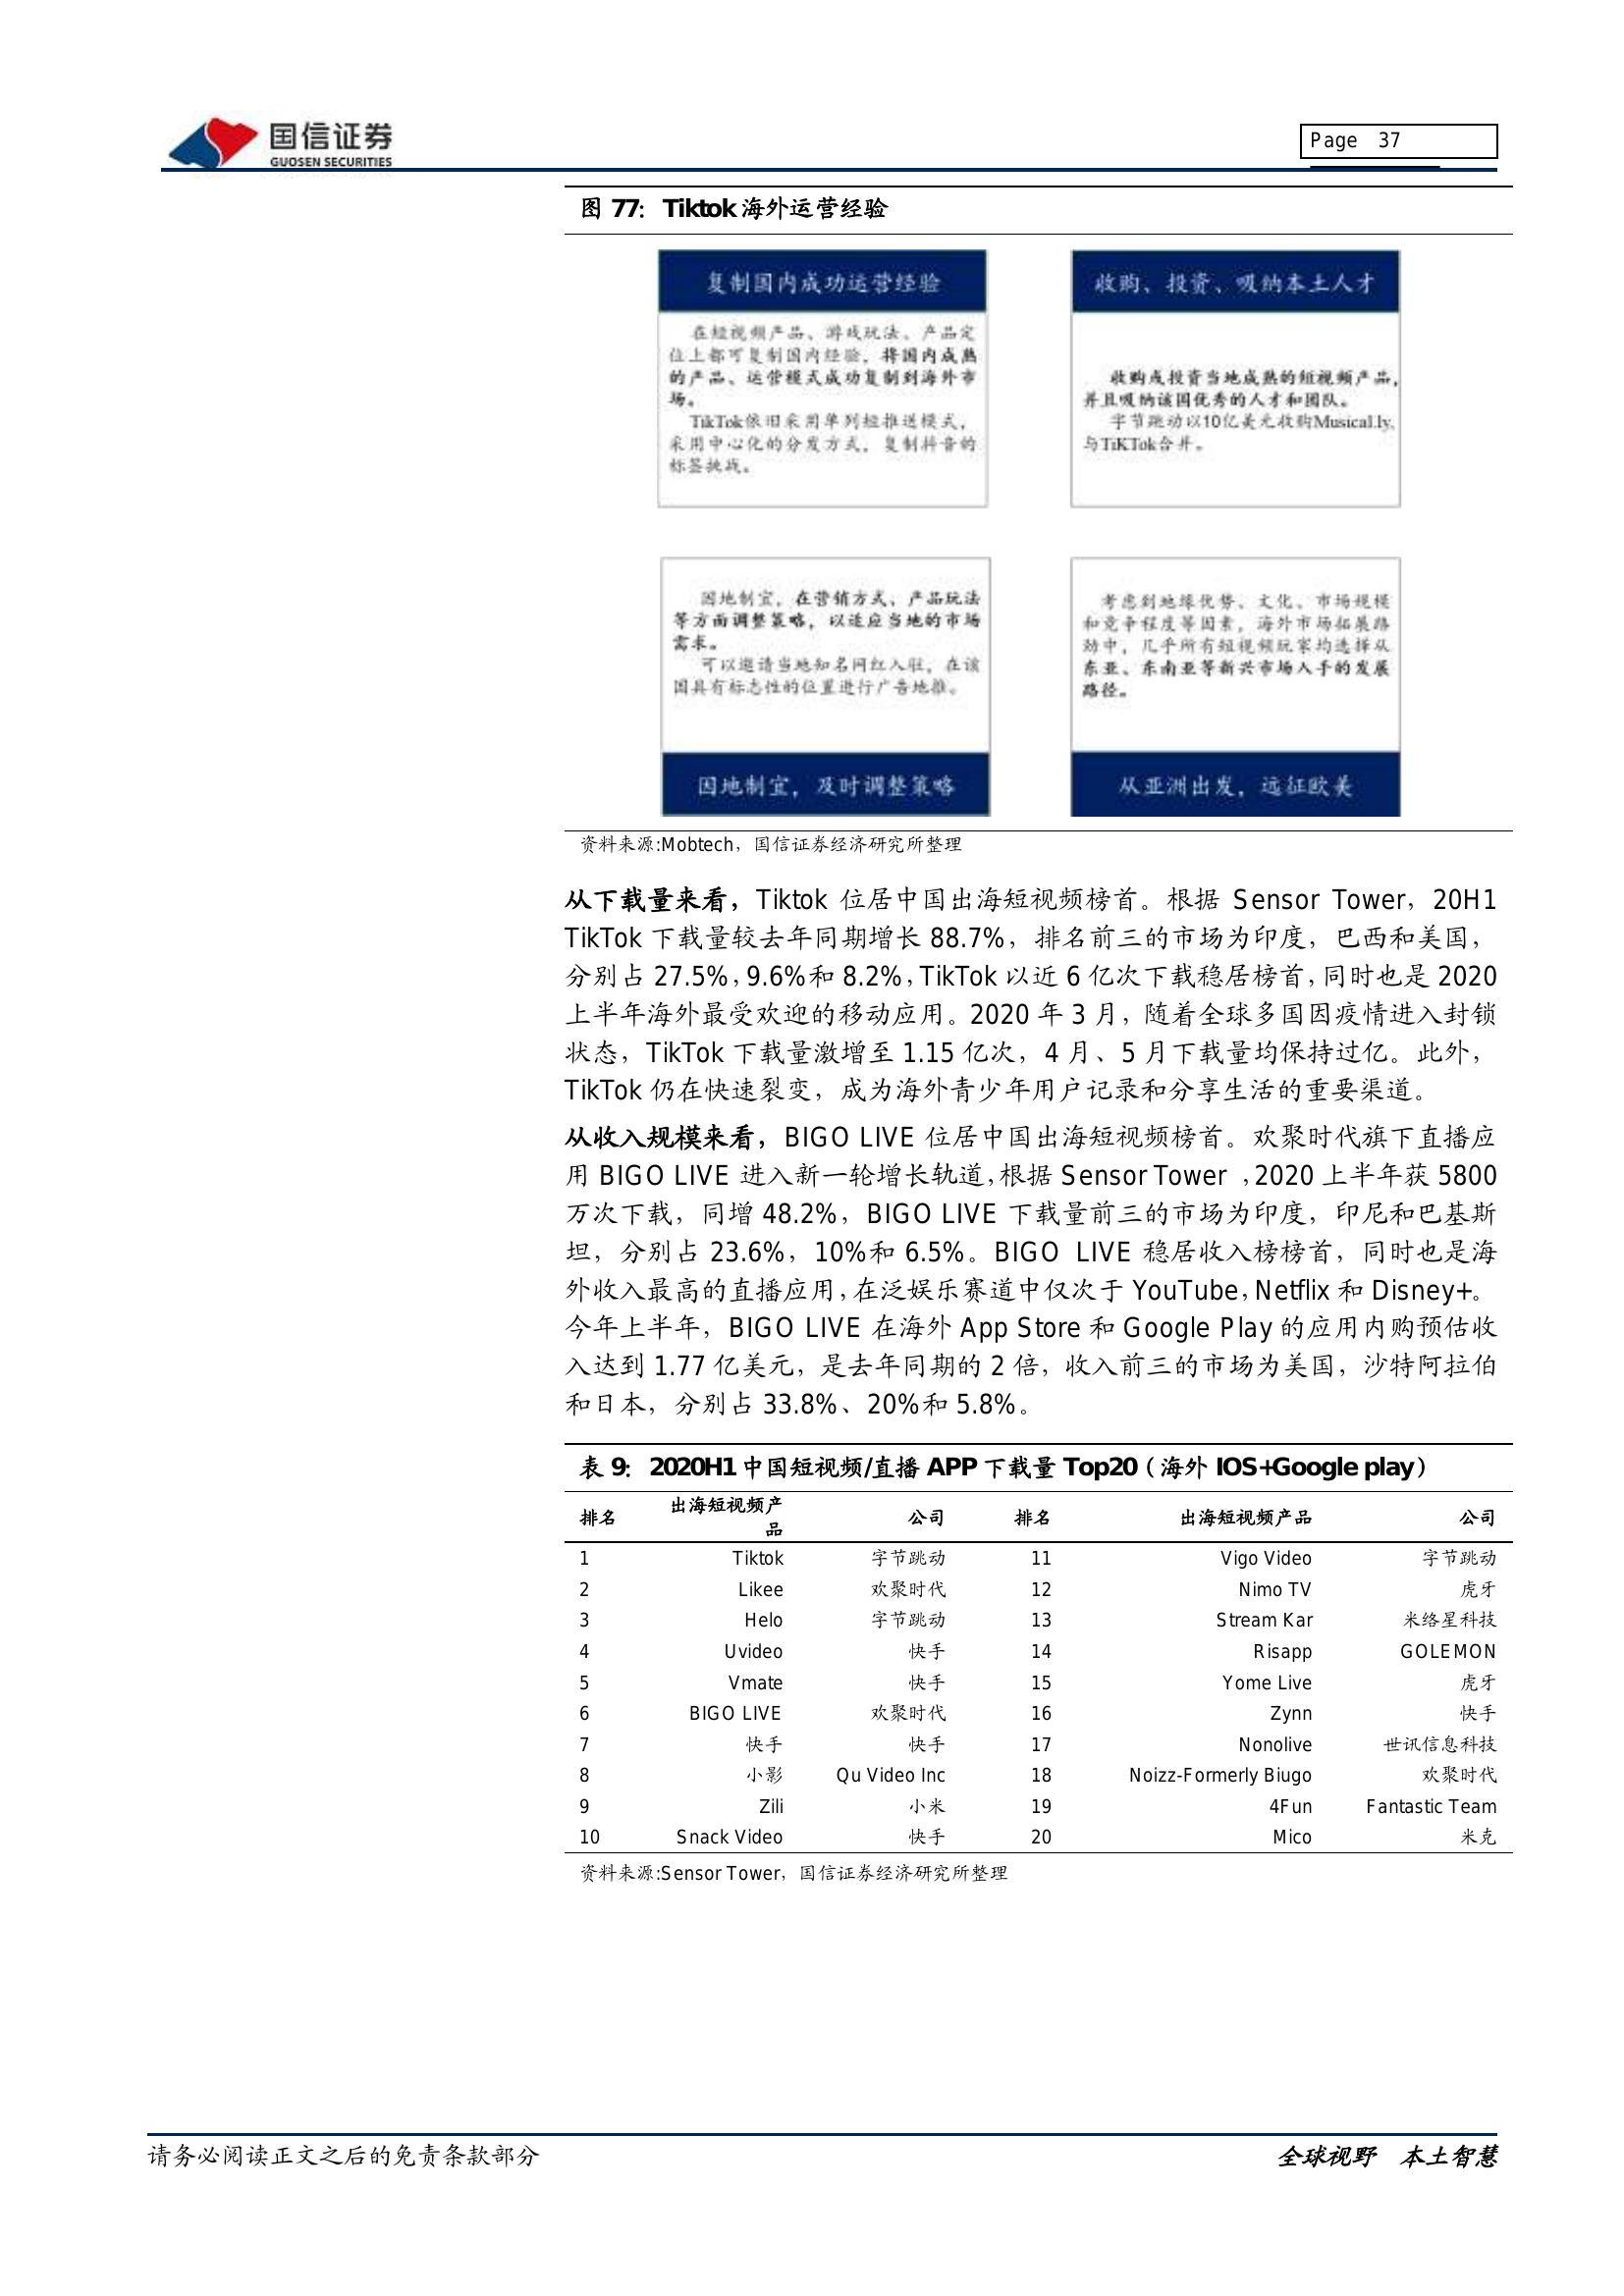 国信证券
GUOSEN SECURITIES
Page 37
图 77: Tiktok 海外运营经验
复制国内成功运营经验
在短视频产品、游戏玩法、产品定
位上都可复制国内经验，将国内成熟
的产品、运营模式成功复制到海外市
场。
TikTok依旧采用单列短推送模式，
采用中心化的分发方式，复制抖音的
标签挑战。
收购、投资、吸纳本土人才
收购或投资当地成熟的短视频产品，
并且吸纳该国优秀的人才和团队。
字节跳动以10亿美元收购Musical.ly,
与TiKTok合并。
因地制宜，在营销方式、产品玩法
等方面调整策略，以适应当地的市场
需求。
可以邀请当地知名网红入驻，在该
国具有标志性的位置进行广告地推。
因地制宜，及时调整策略
考虑到地缘优势、文化、市场规模
和竞争程度等因素，海外市场拓展路
劲中，几乎所有短视频玩家均选择从
东亚、东南亚等新兴市场入手的发展
路径。
从亚洲出发，远征欧美
资料来源:Mobtech，国信证券经济研究所整理
从下载量来看，Tiktok 位居中国出海短视频榜首。根据 Sensor Tower，20H1
TikTok 下载量较去年同期增长 88.7%，排名前三的市场为印度，巴西和美国，
分别占 27.5%，9.6%和 8.2%，TikTok 以近 6 亿次下载稳居榜首，同时也是 2020
上半年海外最受欢迎的移动应用。2020 年 3 月，随着全球多国因疫情进入封锁
状态，TikTok 下载量激增至 1.15 亿次，4 月、5 月下载量均保持过亿。此外，
TikTok 仍在快速裂变，成为海外青少年用户记录和分享生活的重要渠道。
从收入规模来看，BIGO LIVE 位居中国出海短视频榜首。欢聚时代旗下直播应
用 BIGO LIVE 进入新一轮增长轨道，根据 Sensor Tower ，2020 上半年获 5800
万次下载，同增 48.2%，BIGO LIVE 下载量前三的市场为印度，印尼和巴基斯
坦，分别占 23.6%，10%和 6.5%。BIGO LIVE 稳居收入榜榜首，同时也是海
外收入最高的直播应用，在泛娱乐赛道中仅次于 YouTube，Netflix 和 Disney+。
今年上半年，BIGO LIVE 在海外 App Store 和 Google Play 的应用内购预估收
入达到 1.77 亿美元，是去年同期的 2 倍，收入前三的市场为美国，沙特阿拉伯
和日本，分别占 33.8%、20%和 5.8%。
表 9: 2020H1 中国短视频/直播 APP 下载量 Top20（海外 IOS+Google play）
排名 出海短视频产品 公司 排名 出海短视频产品 公司
1 Tiktok 字节跳动 11 Vigo Video 字节跳动
2 Likee 欢聚时代 12 Nimo TV 虎牙
3 Helo 字节跳动 13 Stream Kar 米络星科技
4 Uvideo 快手 14 Risapp GOLEMON
5 Vmate 快手 15 Yome Live 虎牙
6 BIGO LIVE 欢聚时代 16 Zynn 快手
7 快手 快手 17 Nonolive 世讯信息科技
8 小影 Qu Video Inc 18 Noizz-Formerly Biugo 欢聚时代
9 Zili 小米 19 4Fun Fantastic Team
10 Snack Video 快手 20 Mico 米克
资料来源:Sensor Tower，国信证券经济研究所整理
请务必阅读正文之后的免责条款部分
全球视野 本土智慧